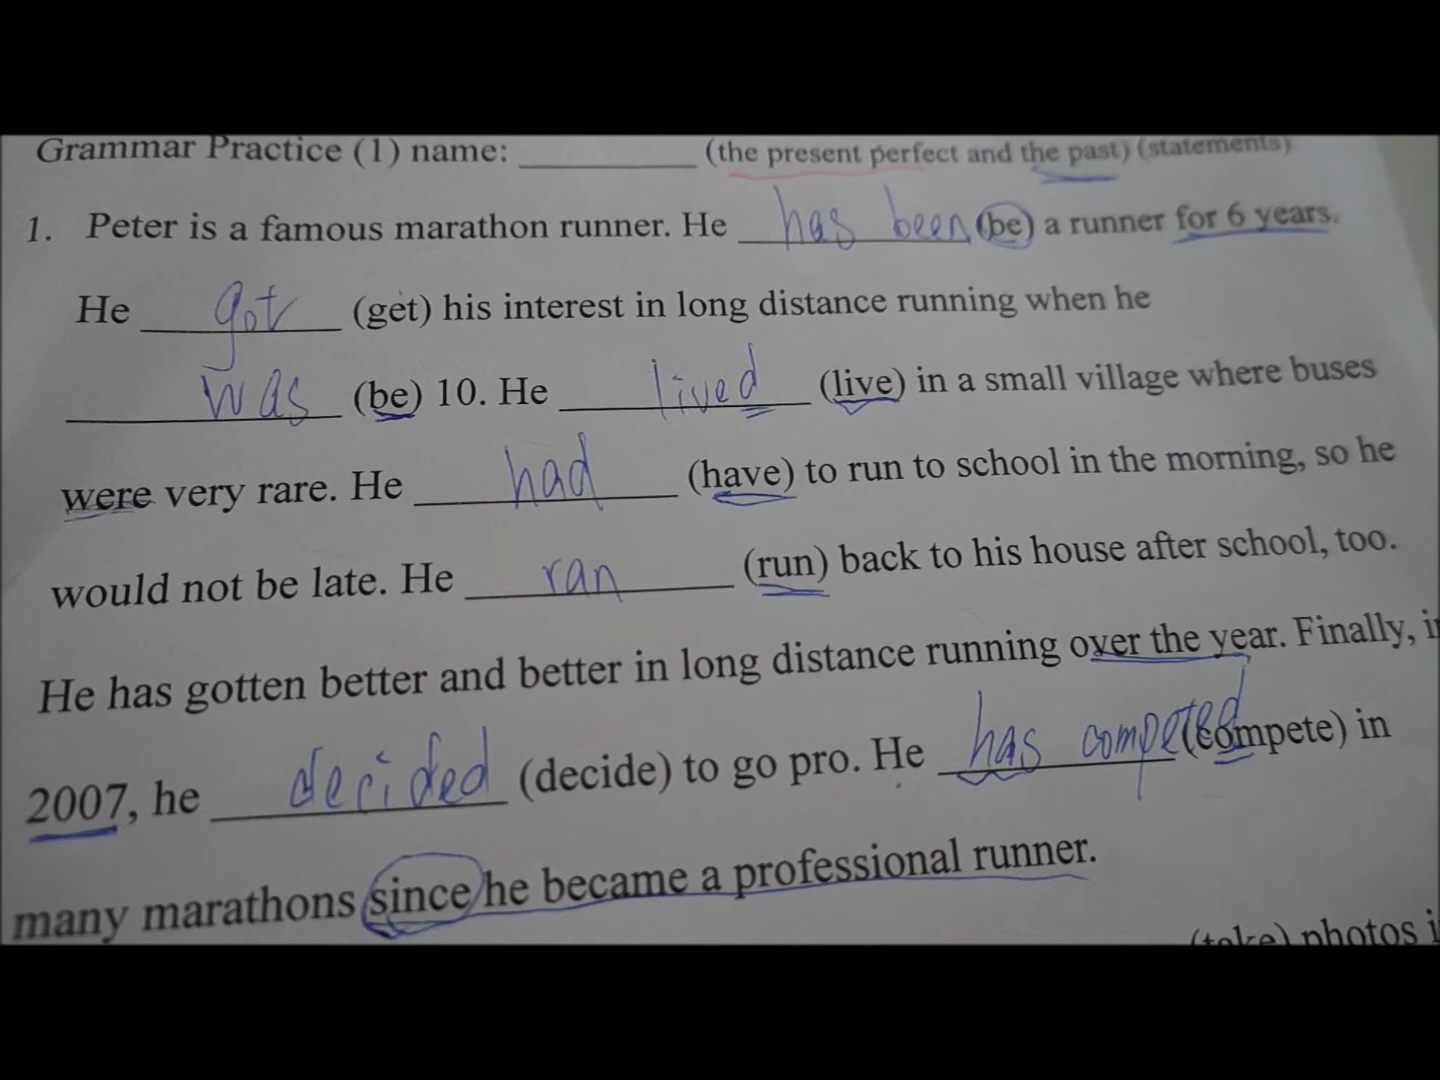 Grammar Practice (1) name: __________ (the present perfect and the past) (statements)
1. Peter is a famous marathon runner. He has been (be) a runner for 6 years.
He got (get) his interest in long distance running when he
was (be) 10. He lived (live) in a small village where buses
were very rare. He had (have) to run to school in the morning, so he
would not be late. He ran (run) back to his house after school, too.
He has gotten better and better in long distance running over the year. Finally,
2007, he decided (decide) to go pro. He has competed (compete) in
many marathons since he became a professional runner.
(take) photos